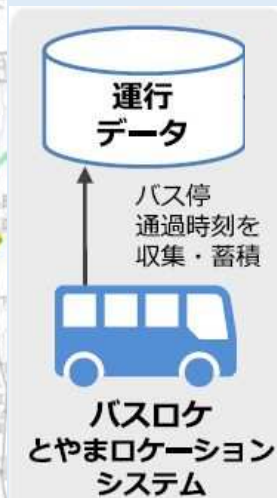 運行
データ
バス停
通過時刻を
収集・蓄積
バスロケ
とやまロケーション
システム